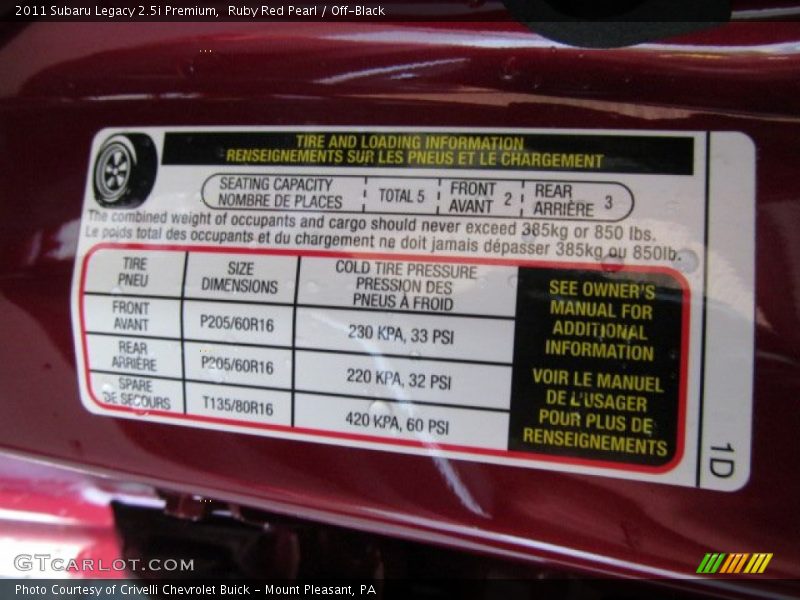 2011 Subaru Legacy 2.5i Premium,  Ruby Red Pearl / Off-Black
TIRE AND LOADING INFORMATION
RENSEIGNEMENTS SUR LES PNEUS ET LE CHARGEMENT
SEATING CAPACITY
NOMBRE DE PLACES
TOTAL 5
FRONT
AVANT 2
REAR
ARRIÈRE 3
The combined weight of occupants and cargo should never exceed 385kg or 850 lbs.
Le poids total des occupants et du chargement ne doit jamais dépasser 385kg ou 850lb.
TIRE
PNEU
SIZE
DIMENSIONS
COLD TIRE PRESSURE
PRESSION DES
PNEUS À FROID
FRONT
AVANT
P205/60R16
230 KPA, 33 PSI
REAR
ARRIÈRE
P205/60R16
220 KPA, 32 PSI
SPARE
DE SECOURS
T135/80R16
420 KPA, 60 PSI
SEE OWNER'S
MANUAL FOR
ADDITIONAL
INFORMATION
VOIR LE MANUEL
DE L'USAGER
POUR PLUS DE
RENSEIGNEMENTS
1D
GTCARLOT.COM
Photo Courtesy of Crivelli Chevrolet Buick - Mount Pleasant, PA